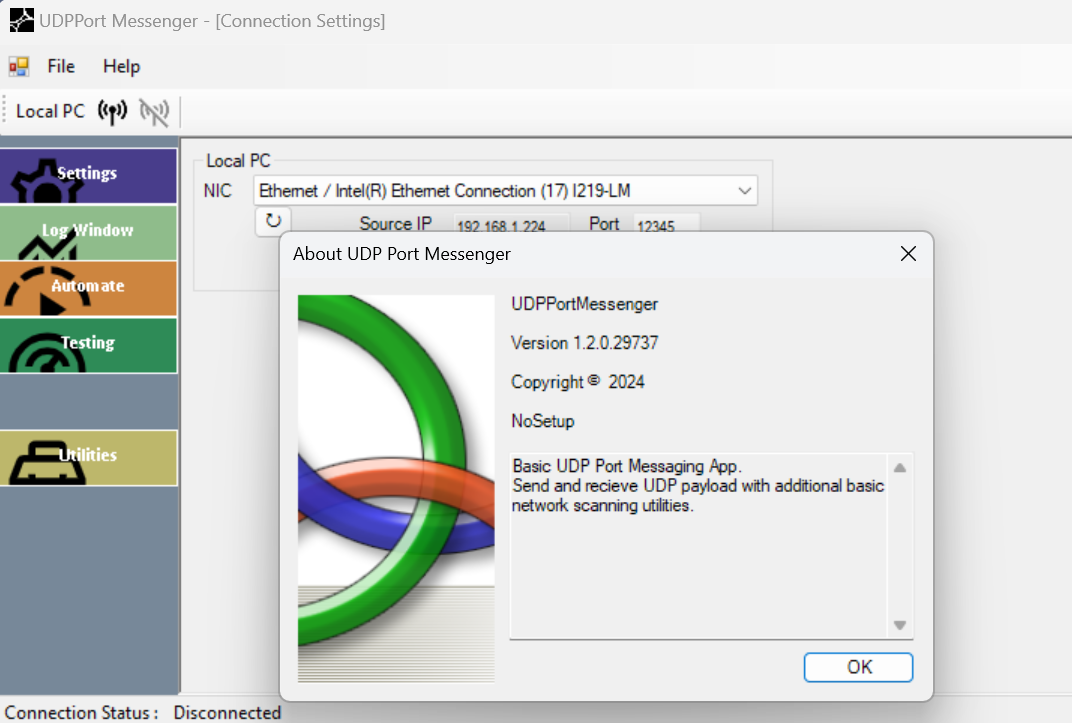 UDPPort Messenger - [Connection Settings]
File Help
Local PC
Settings
Log Window
Automate
Testing
Utilities
Local PC
NIC Ethernet / Intel(R) Ethernet Connection (17) I219-LM
Source IP 192.168.1.224 Port 12345
About UDP Port Messenger
UDPPortMessenger
Version 1.2.0.29737
Copyright © 2024
NoSetup
Basic UDP Port Messaging App.
Send and recieve UDP payload with additional basic
network scanning utilities.
OK
Connection Status : Disconnected